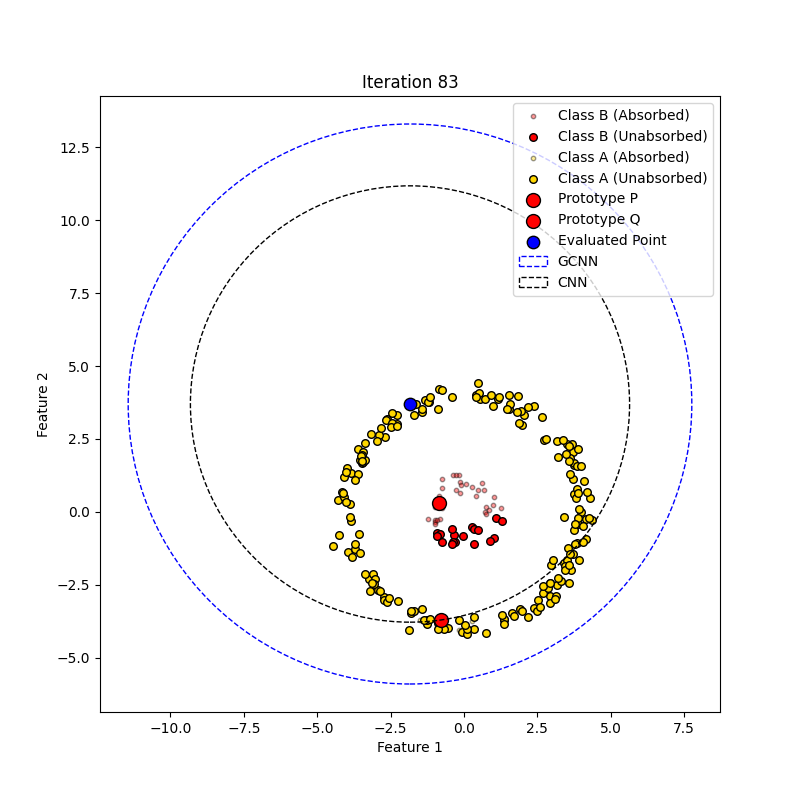 Iteration 83
Class B (Absorbed)
Class B (Unabsorbed)
Class A (Absorbed)
Class A (Unabsorbed)
Prototype P
Prototype Q
Evaluated Point
GCNN
CNN
12.5
10.0
7.5
5.0
2.5
0.0
−2.5
−5.0
Feature 2
−10.0 −7.5 −5.0 −2.5 0.0 2.5 5.0 7.5
Feature 1